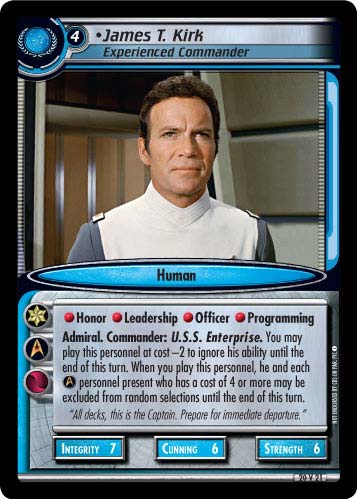 4
•James T. Kirk
Experienced Commander
Human
Honor Leadership Officer Programming
Admiral. Commander: U.S.S. Enterprise. You may
play this personnel at cost –2 to ignore his ability until the
end of this turn. When you play this personnel, he and each
personnel present who has a cost of 4 or more may be
excluded from random selections until the end of this turn.
"All decks, this is the Captain. Prepare for immediate departure."
INTEGRITY 7 CUNNING 6 STRENGTH 6
20 V 21